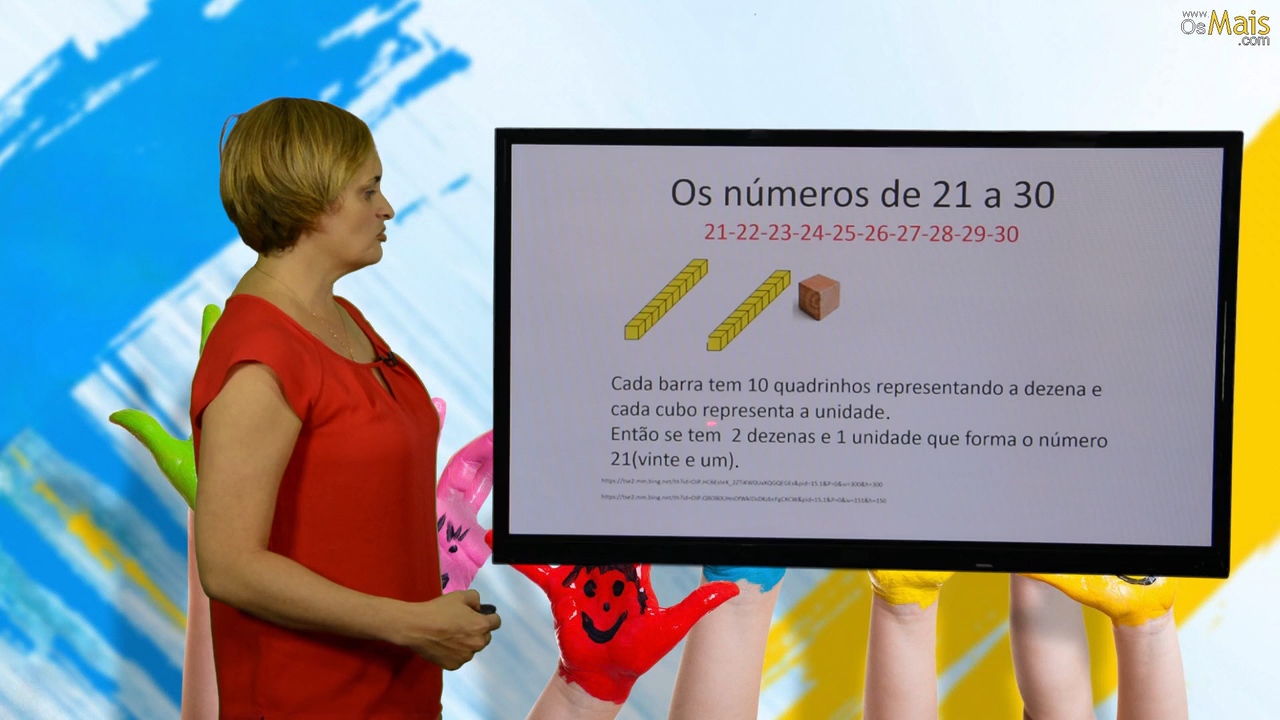 www
OsMais
.com
Os números de 21 a 30
21-22-23-24-25-26-27-28-29-30
Cada barra tem 10 quadrinhos representando a dezena e
cada cubo representa a unidade.
Então se tem 2 dezenas e 1 unidade que forma o número
21(vinte e um).